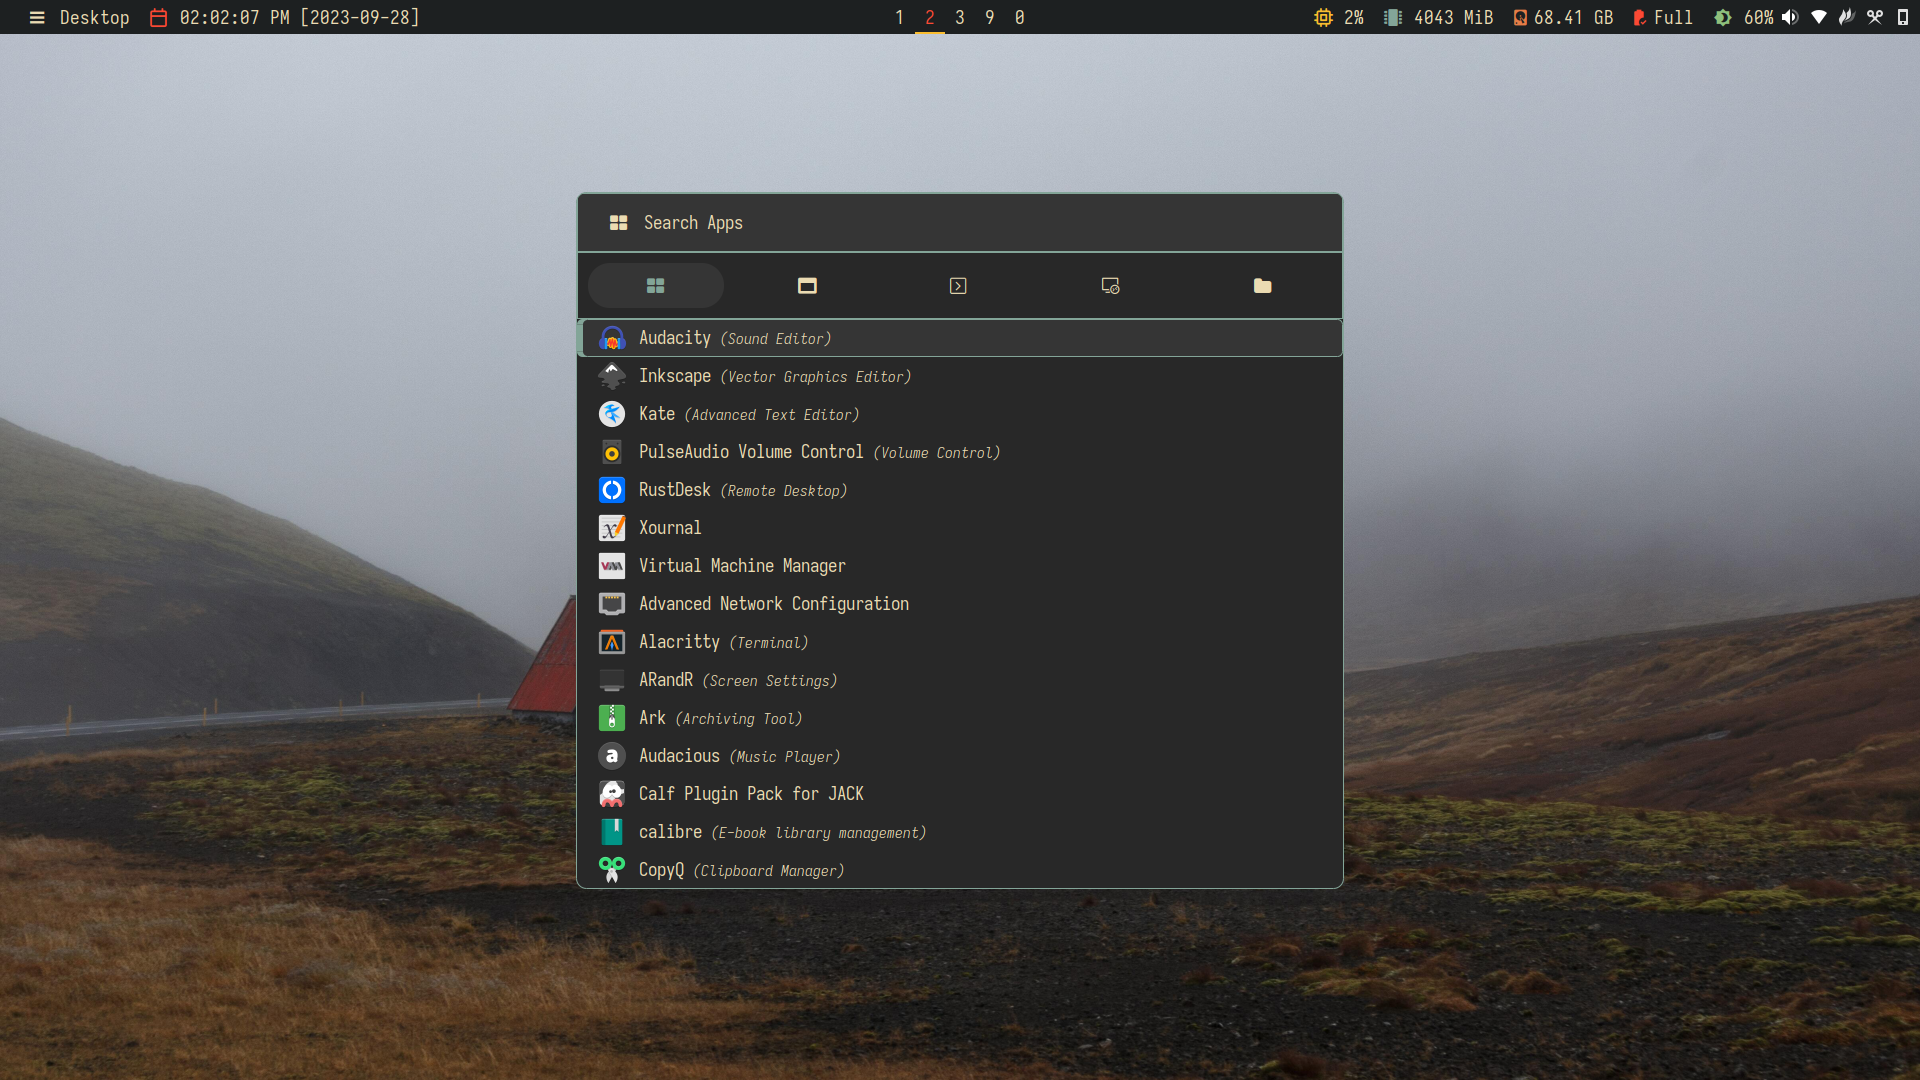 Desktop 02:02:07 PM [2023-09-28] 1 2 3 9 0 2% 4043 MiB 68.41 GB Full 60%
Search Apps
Audacity (Sound Editor)
Inkscape (Vector Graphics Editor)
Kate (Advanced Text Editor)
PulseAudio Volume Control (Volume Control)
RustDesk (Remote Desktop)
Xournal
Virtual Machine Manager
Advanced Network Configuration
Alacritty (Terminal)
ARandR (Screen Settings)
Ark (Archiving Tool)
Audacious (Music Player)
Calf Plugin Pack for JACK
calibre (E-book library management)
CopyQ (Clipboard Manager)